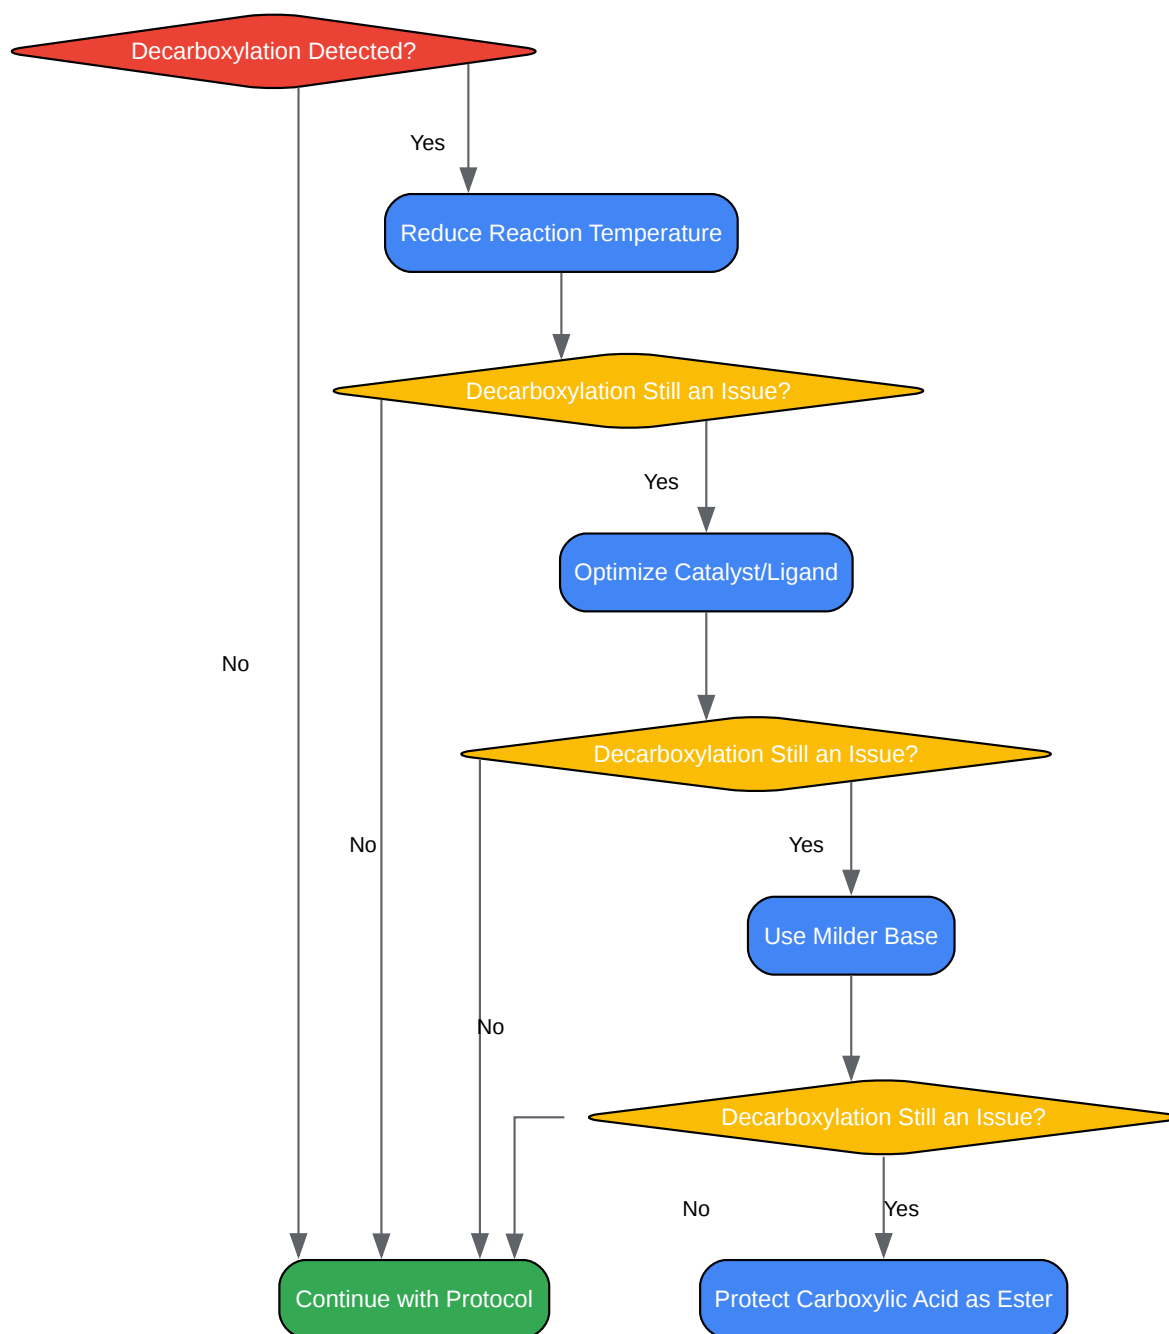 Decarboxylation Detected?
Yes
Reduce Reaction Temperature
Decarboxylation Still an Issue?
Yes
Optimize Catalyst/Ligand
No
Decarboxylation Still an Issue?
No
Yes
Use Milder Base
No
Decarboxylation Still an Issue?
No
Yes
Continue with Protocol
Protect Carboxylic Acid as Ester